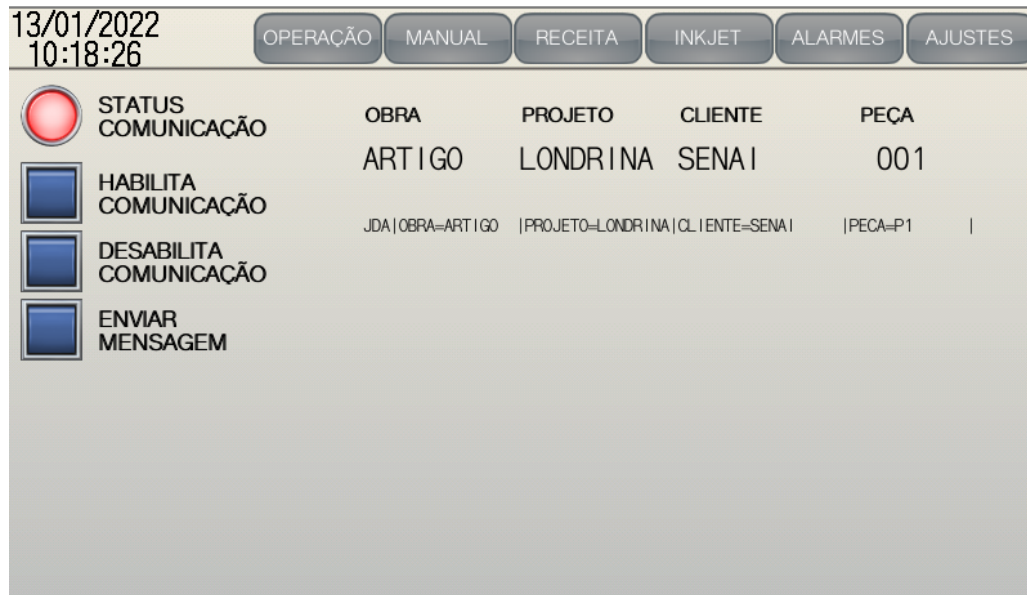 13/01/2022
10:18:26
OPERAÇÃO MANUAL RECEITA INKJET ALARMES AJUSTES
STATUS
COMUNICAÇÃO
HABILITA
COMUNICAÇÃO
DESABILITA
COMUNICAÇÃO
ENVIAR
MENSAGEM
OBRA PROJETO CLIENTE PEÇA
ARTIGO LONDRINA SENAI 001
JDA|OBRA=ARTIGO |PROJETO=LONDRINA|CLIENTE=SENAI |PECA=P1 |